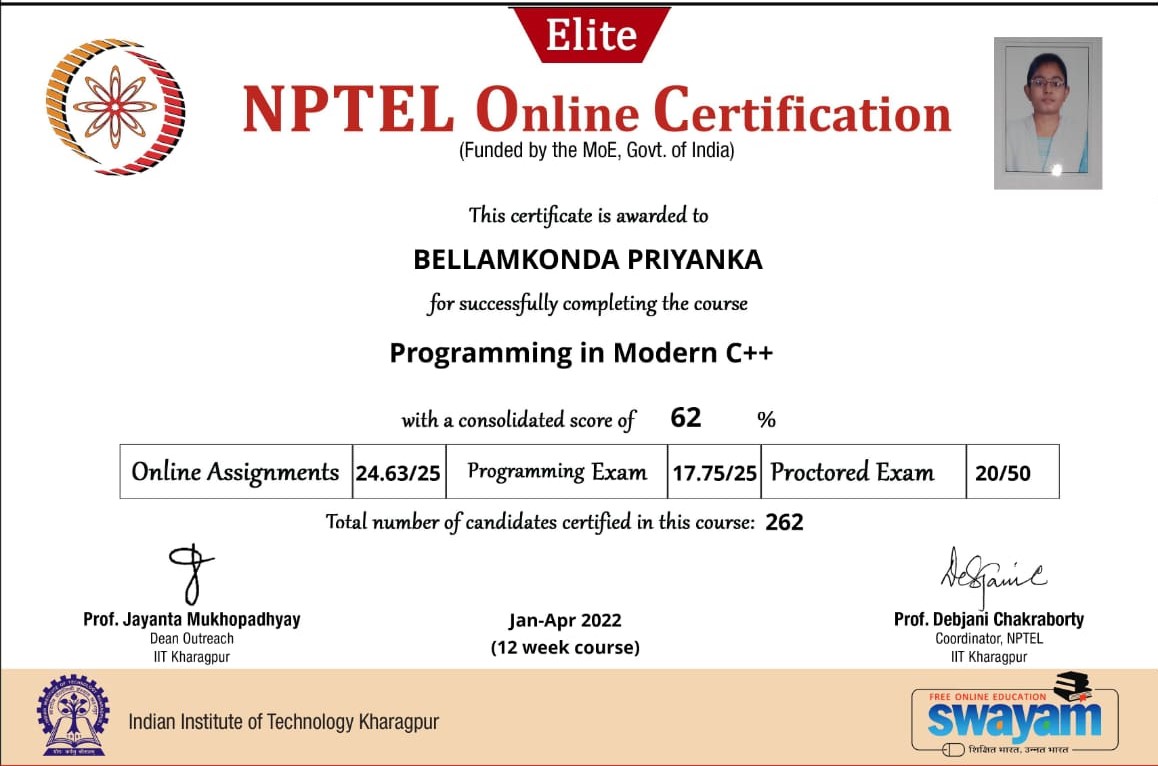 Elite
NPTEL Online Certification
(Funded by the MoE, Govt. of India)
This certificate is awarded to
BELLAMKONDA PRIYANKA
for successfully completing the course
Programming in Modern C++
with a consolidated score of 62 %
Online Assignments 24.63/25 Programming Exam 17.75/25 Proctored Exam 20/50
Total number of candidates certified in this course: 262
Prof. Jayanta Mukhopadhyay
Dean Outreach
IIT Kharagpur
Jan-Apr 2022
(12 week course)
Prof. Debjani Chakraborty
Coordinator, NPTEL
IIT Kharagpur
Indian Institute of Technology Kharagpur
FREE ONLINE EDUCATION
swayam
शिक्षित भारत, उन्नत भारत